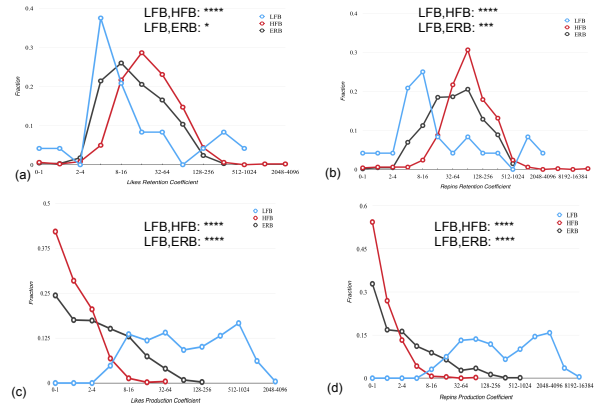 LFB,HFB: ****
LFB,ERB: *
LFB
HFB
ERB
0.4
0.3
0.2
0.1
0
Fraction
0-1 2-4 8-16 32-64 128-256 512-1024 2048-4096
Likes Retention Coefficient
(a)
LFB,HFB: ****
LFB,ERB: ***
LFB
HFB
ERB
0.4
0.3
0.2
0.1
0
Fraction
0-1 2-4 8-16 32-64 128-256 512-1024 2048-4096 8192-16384
Repins Retention Coefficient
(b)
LFB,HFB: ****
LFB,ERB: ****
LFB
HFB
ERB
0.5
0.375
0.25
0.125
0
Fraction
0-1 2-4 8-16 32-64 128-256 512-1024 2048-4096
Likes Production Coefficient
(c)
LFB,HFB: ****
LFB,ERB: ****
LFB
HFB
ERB
0.6
0.45
0.3
0.15
0
Fraction
0-1 2-4 8-16 32-64 128-256 512-1024 2048-4096 8192-16384
Repins Production Coefficient
(d)